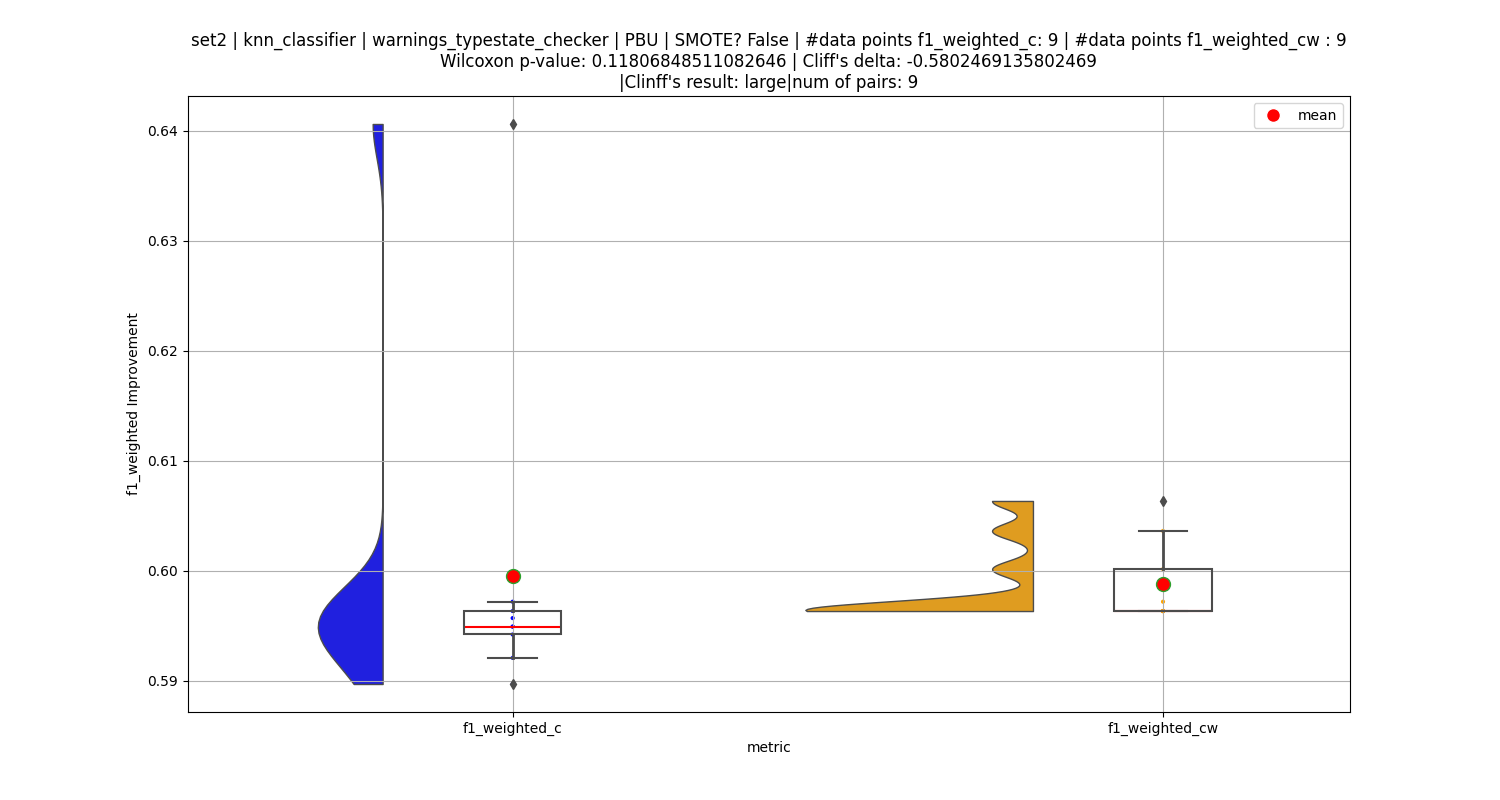 set2 | knn_classifier | warnings_typestate_checker | PBU | SMOTE? False | #data points f1_weighted_c: 9 | #data points f1_weighted_cw : 9
Wilcoxon p-value: 0.11806848511082646 | Cliff's delta: -0.5802469135802469
|Clinff's result: large|num of pairs: 9
mean
0.64
0.63
0.62
0.61
0.60
0.59
f1_weighted Improvement
f1_weighted_c
f1_weighted_cw
metric